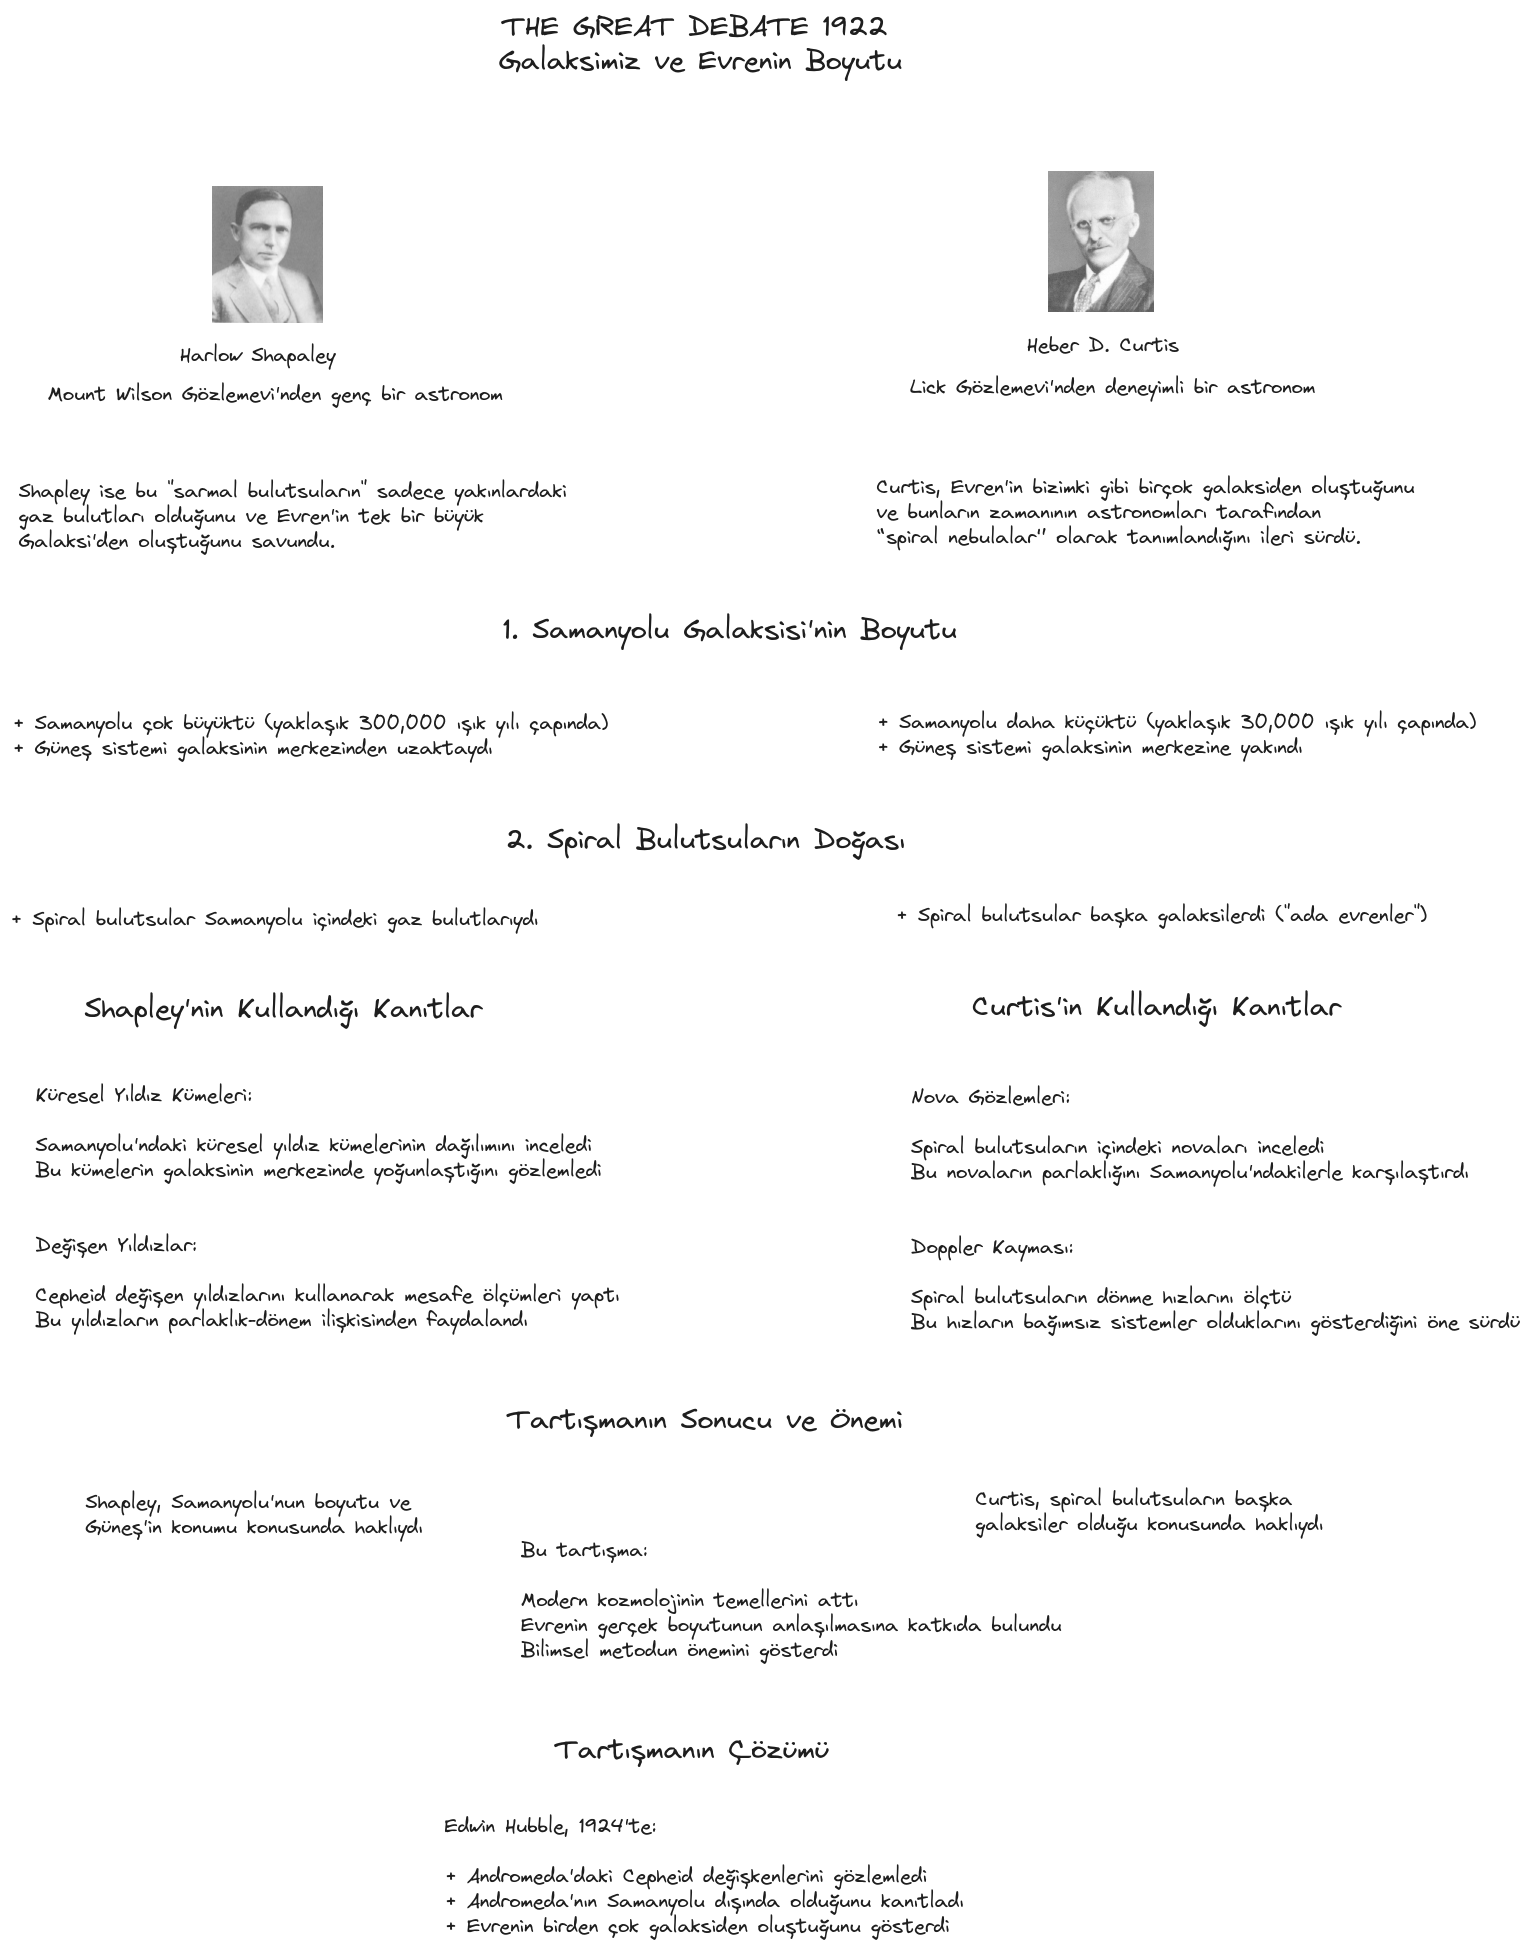 THE GREAT DEBATE 1922
Galaksimiz ve Evrenin Boyutu
Harlow Shapaley
Mount Wilson Gözlemevi'nden genç bir astronom
Heber D. Curtis
Lick Gözlemevi'nden deneyimli bir astronom
Shapley ise bu "sarmal bulutsuların" sadece yakınlardaki
gaz bulutları olduğunu ve Evren'in tek bir büyük
Galaksi'den oluştuğunu savundu.
Curtis, Evren'in bizimki gibi birçok galaksiden oluştuğunu
ve bunların zamanının astronomları tarafından
"spiral nebulalar'' olarak tanımlandığını ileri sürdü.
1. Samanyolu Galaksisi'nin Boyutu
+ Samanyolu çok büyüktü (yaklaşık 300,000 ışık yılı çapında)
+ Güneş sistemi galaksinin merkezinden uzaktaydı
+ Samanyolu daha küçüktü (yaklaşık 30,000 ışık yılı çapında)
+ Güneş sistemi galaksinin merkezine yakındı
2. Spiral Bulutsuların Doğası
+ Spiral bulutsular Samanyolu içindeki gaz bulutlarıydı
+ Spiral bulutsular başka galaksilerdi ("ada evrenler")
Shapley'nin Kullandığı Kanıtlar
Küresel Yıldız Kümeleri:
Samanyolu'ndaki küresel yıldız kümelerinin dağılımını inceledi
Bu kümelerin galaksinin merkezinde yoğunlaştığını gözlemledi
Değişen Yıldızlar:
Cepheid değişen yıldızlarını kullanarak mesafe ölçümleri yaptı
Bu yıldızların parlaklık-dönem ilişkisinden faydalandı
Curtis'in Kullandığı Kanıtlar
Nova Gözlemleri:
Spiral bulutsuların içindeki novaları inceledi
Bu novaların parlaklığını Samanyolu'ndakilerle karşılaştırdı
Doppler Kayması:
Spiral bulutsuların dönme hızlarını ölçtü
Bu hızların bağımsız sistemler olduklarını gösterdiğini öne sürdü
Tartışmanın Sonucu ve Önemi
Shapley, Samanyolu'nun boyutu ve
Güneş'in konumu konusunda haklıydı
Curtis, spiral bulutsuların başka
galaksiler olduğu konusunda haklıydı
Bu tartışma:
Modern kozmolojinin temellerini attı
Evrenin gerçek boyutunun anlaşılmasına katkıda bulundu
Bilimsel metodun önemini gösterdi
Tartışmanın Çözümü
Edwin Hubble, 1924'te:
+ Andromeda'daki Cepheid değişkenlerini gözlemledi
+ Andromeda'nın Samanyolu dışında olduğunu kanıtladı
+ Evrenin birden çok galaksiden oluştuğunu gösterdi